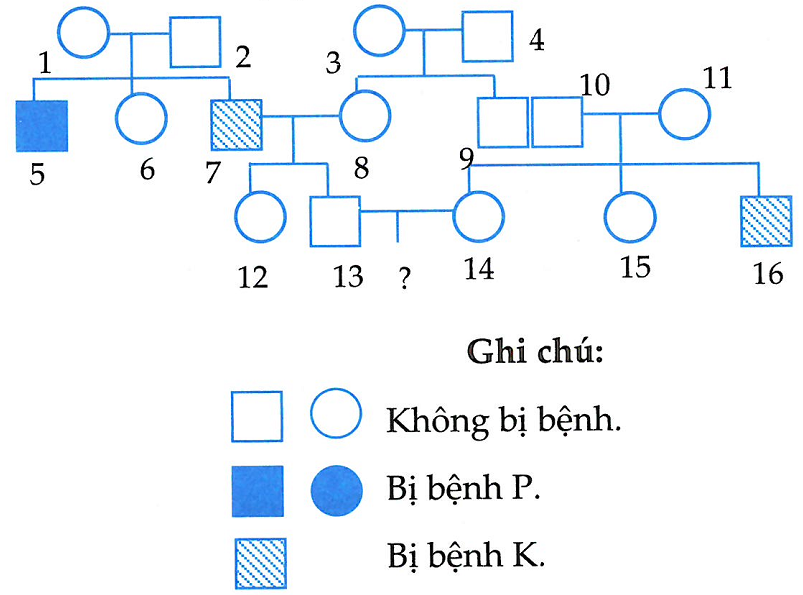 1 2 3 4
5 6 7 8 9 10 11
12 13 ? 14 15 16
Ghi chú:
Không bị bệnh.
Bị bệnh P.
Bị bệnh K.